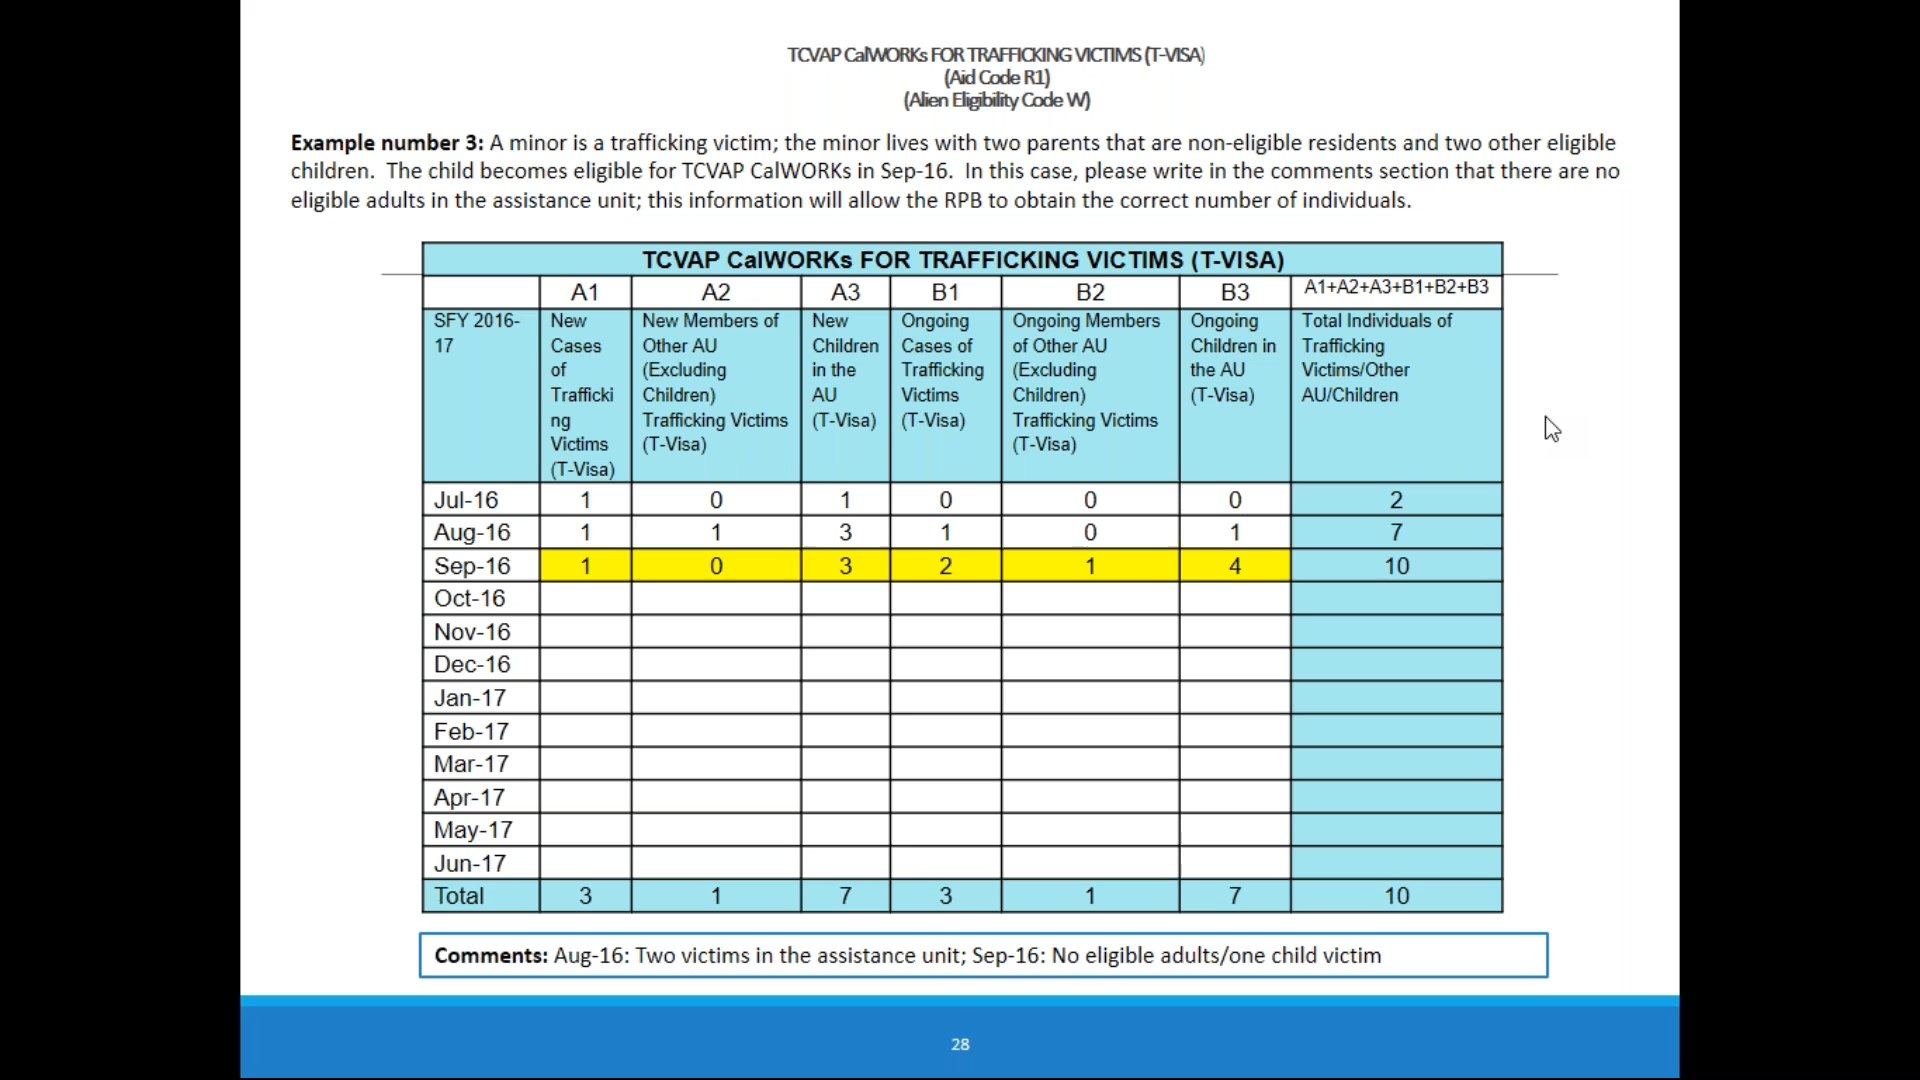 TCVAP CalWORKs FOR TRAFFICKING VICTIMS (T-VISA)
(Aid Code R1)
(Alien Eligibility Code W)
Example number 3: A minor is a trafficking victim; the minor lives with two parents that are non-eligible residents and two other eligible
children. The child becomes eligible for TCVAP CalWORKs in Sep-16. In this case, please write in the comments section that there are no
eligible adults in the assistance unit; this information will allow the RPB to obtain the correct number of individuals.
TCVAP CalWORKs FOR TRAFFICKING VICTIMS (T-VISA)
A1 A2 A3 B1 B2 B3 A1+A2+A3+B1+B2+B3
SFY 2016- New New Members of New Ongoing Ongoing Members Ongoing Total Individuals of
17 Cases Other AU Children Cases of of Other AU Children in Trafficking
of (Excluding in the Trafficking (Excluding the AU Victims/Other
Trafficki Children) AU Victims Children) (T-Visa) AU/Children
ng Trafficking Victims (T-Visa) (T-Visa) Trafficking Victims
Victims (T-Visa) (T-Visa)
(T-Visa)
Jul-16 1 0 1 0 0 0 2
Aug-16 1 1 3 1 0 1 7
Sep-16 1 0 3 2 1 4 10
Oct-16
Nov-16
Dec-16
Jan-17
Feb-17
Mar-17
Apr-17
May-17
Jun-17
Total 3 1 7 3 1 7 10
Comments: Aug-16: Two victims in the assistance unit; Sep-16: No eligible adults/one child victim
28